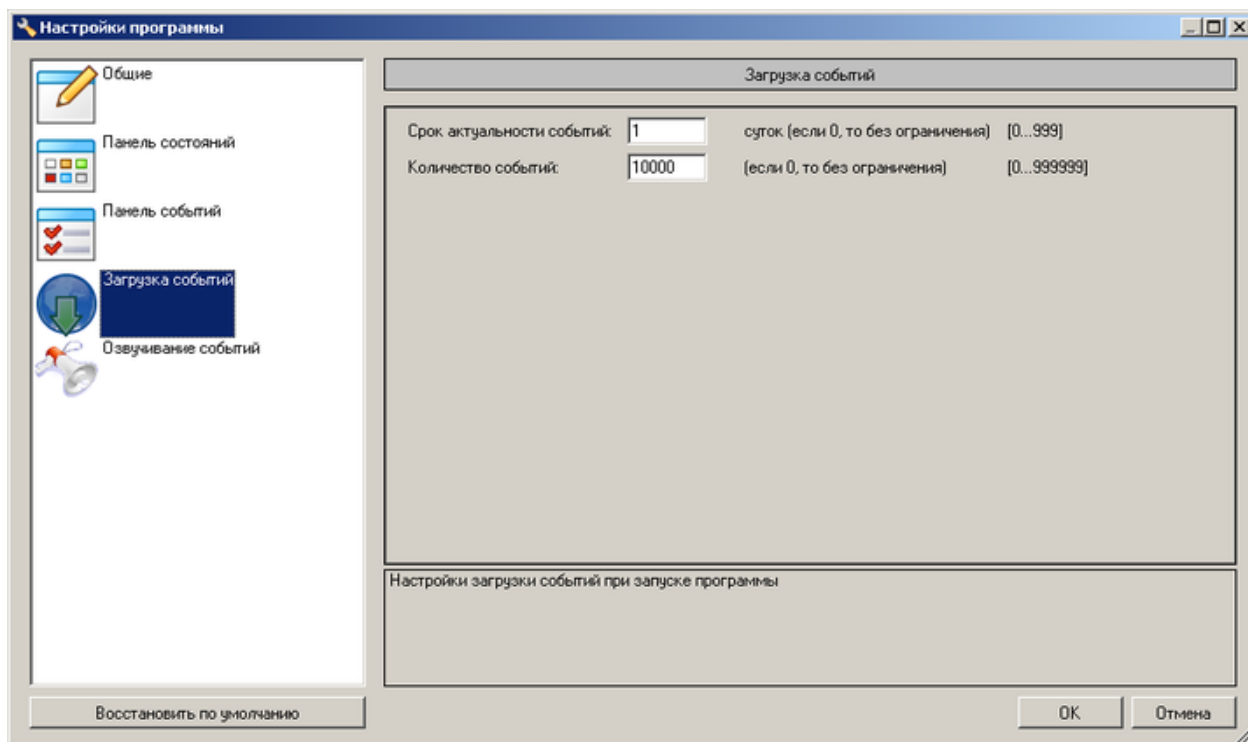 Настройки программы
Общие
Панель состояний
Панель событий
Загрузка событий
Озвучивание событий
Восстановить по умолчанию
Загрузка событий
Срок актуальности событий: 1 суток (если 0, то без ограничения) [0...999]
Количество событий: 10000 (если 0, то без ограничения) [0...999999]
Настройки загрузки событий при запуске программы
OK Отмена